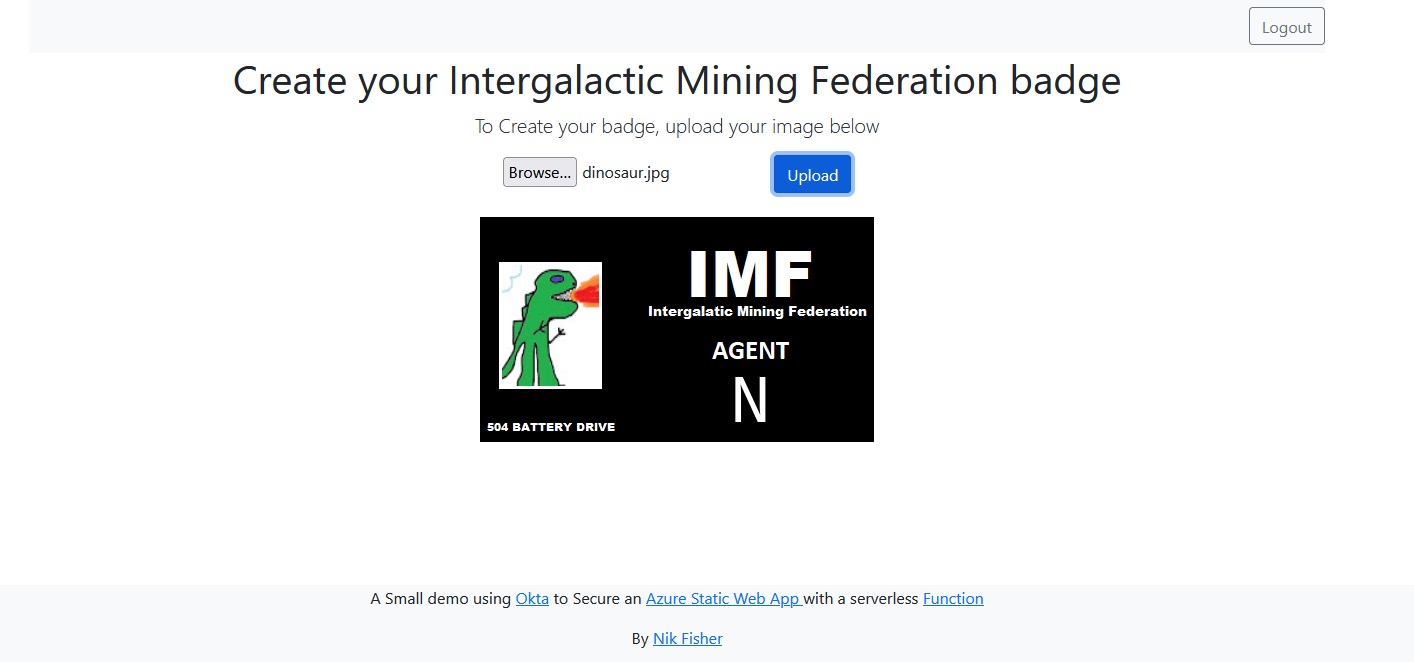 Logout
Create your Intergalactic Mining Federation badge
To Create your badge, upload your image below
Browse... dinosaur.jpg Upload
IMF
Intergalatic Mining Federation
AGENT
N
504 BATTERY DRIVE
A Small demo using Okta to Secure an Azure Static Web App with a serverless Function
By Nik Fisher